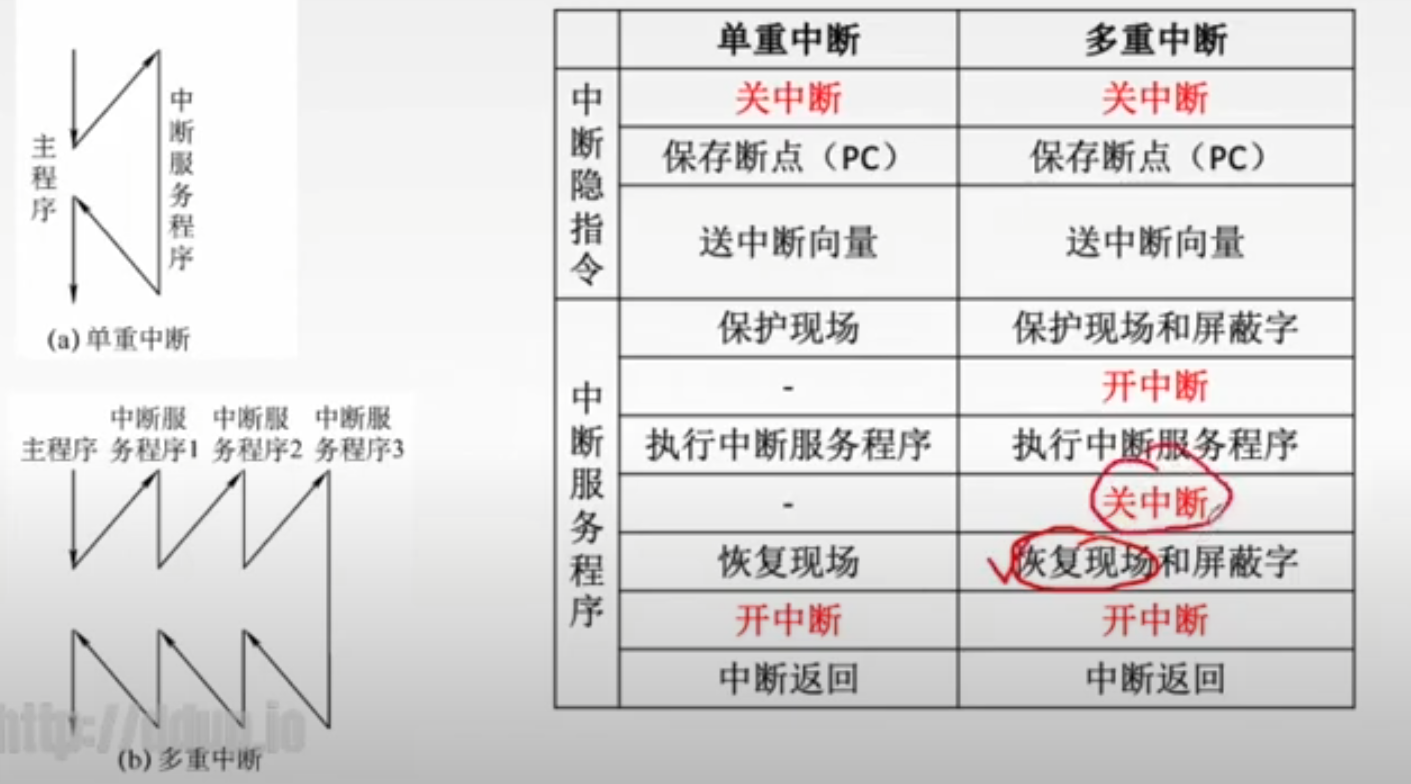 主程序
中断服务程序
(a) 单重中断
主程序
中断服务程序1
中断服务程序2
中断服务程序3
(b) 多重中断
单重中断 多重中断
中断隐指令
关中断 关中断
保存断点（PC） 保存断点（PC）
送中断向量 送中断向量
中断服务程序
保护现场 保护现场和屏蔽字
- 开中断
执行中断服务程序 执行中断服务程序
- 关中断
恢复现场 恢复现场和屏蔽字
开中断 开中断
中断返回 中断返回